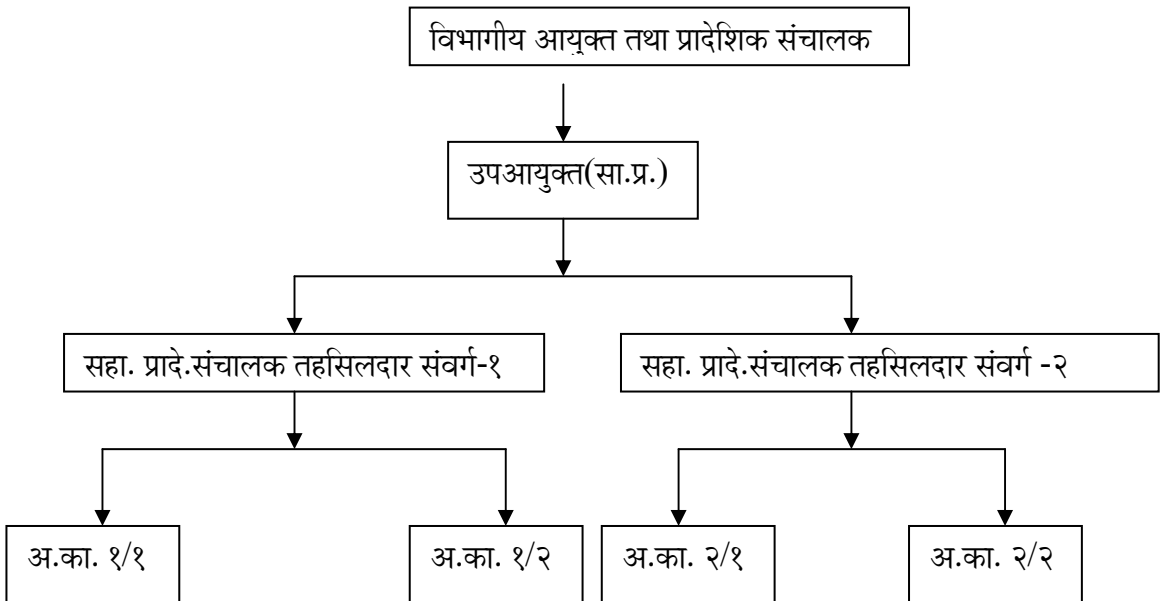 विभागीय आयुक्त तथा प्रादेशिक संचालक
उपआयुक्त(सा.प्र.)
सहा. प्रादे.संचालक तहसिलदार संवर्ग-१
सहा. प्रादे.संचालक तहसिलदार संवर्ग -२
अ.का. १/१
अ.का. १/२
अ.का. २/१
अ.का. २/२